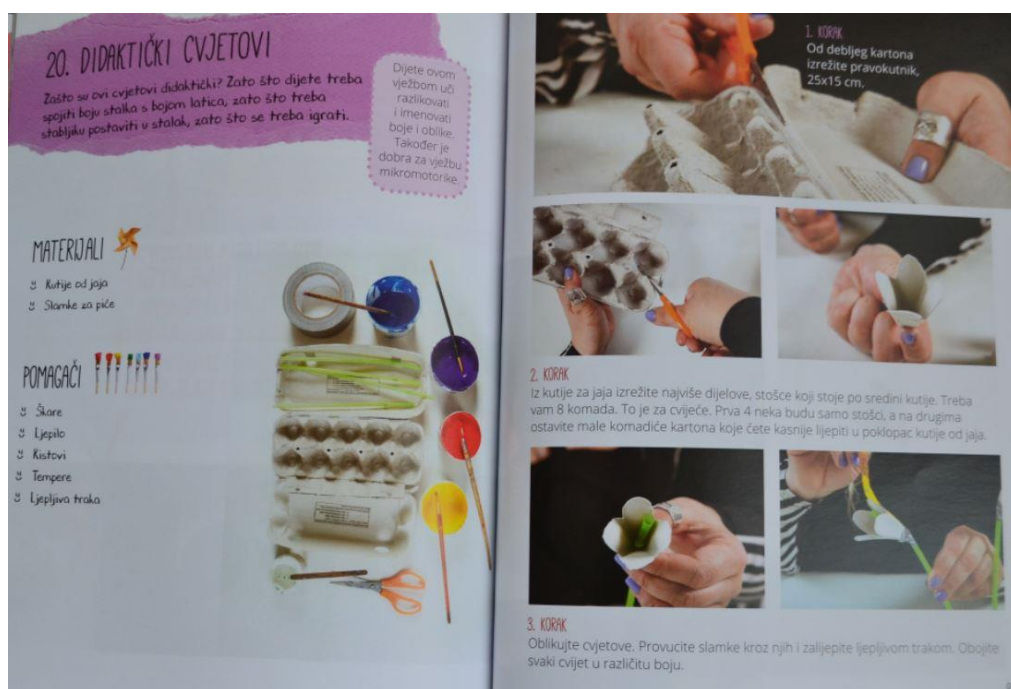 20. DIDAKTIČKI CVJETOVI
Zašto su ovi cvjetovi didaktički? Zato što dijete treba
spojiti boju stalka s bojom latica, zato što treba
stabljiku postaviti u stalak, zato što se treba igrati.
Dijete ovom
vježbom uči
razlikovati
i imenovati
boje i oblike.
Također je
dobra za vježbu
mikromotorike.
MATERIJALI
Kutije od jaja
Slamke za piće
POMAGAČI
Škare
Ljepilo
Kistovi
Tempere
Ljepljiva traka
1. KORAK
Od debljeg kartona
izrežite pravokutnik,
25x15 cm.
2. KORAK
Iz kutije za jaja izrežite najviše dijelove, stošce koji stoje po sredini kutije. Treba
vam 8 komada. To je za cvijeće. Prva 4 neka budu samo stošci, a na drugima
ostavite male komadiće kartona koje ćete kasnije lijepiti u poklopac kutije od jaja.
3. KORAK
Oblikujte cvjetove. Provucite slamke kroz njih i zalijepite ljepljivom trakom. Obojite
svaki cvijet u različitu boju.